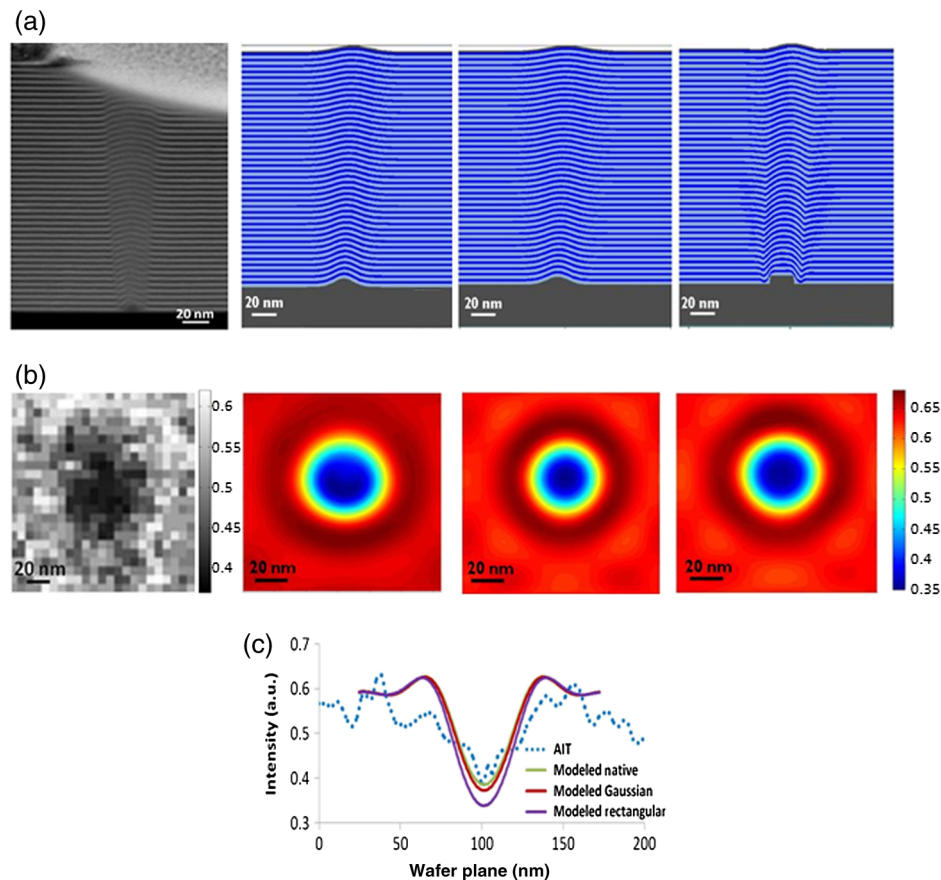 (a)
20 nm
20 nm
20 nm
20 nm
(b)
0.6
0.55
0.5
0.45
0.4
20 nm
20 nm
20 nm
20 nm
0.65
0.6
0.55
0.5
0.45
0.4
0.35
(c)
0.7
0.6
0.5
0.4
0.3
Intensity (a.u.)
AIT
Modeled native
Modeled Gaussian
Modeled rectangular
0
50
100
150
200
Wafer plane (nm)